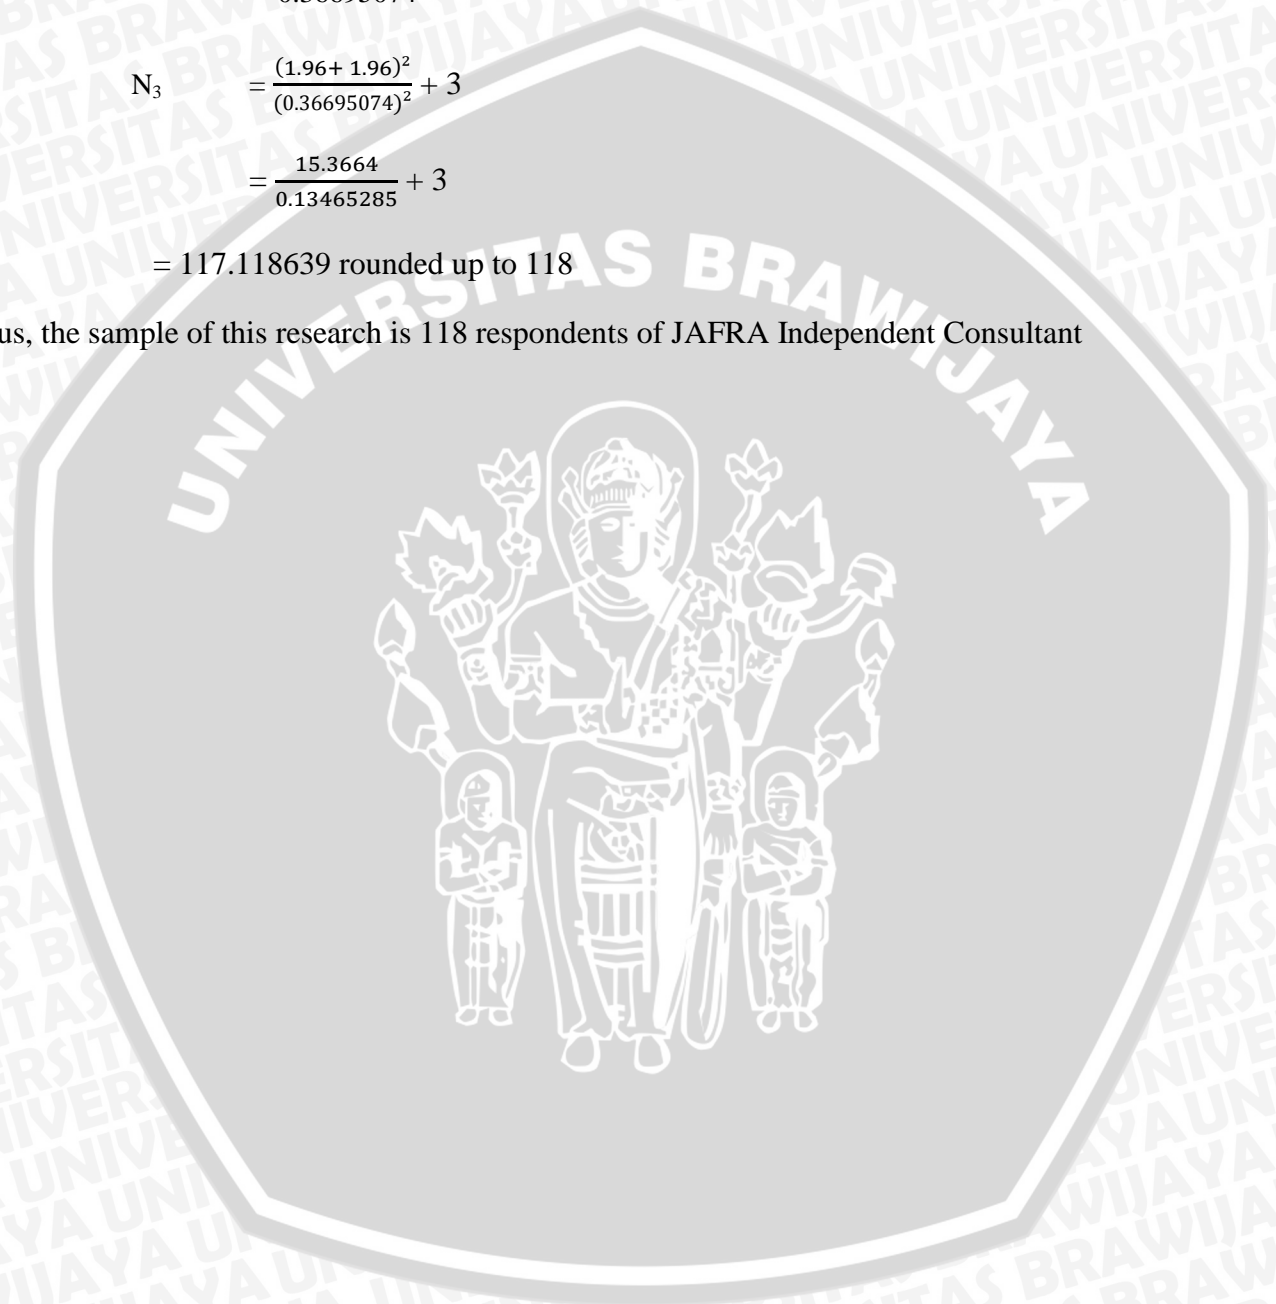 N₃ = (1.96+ 1.96)² / (0.36695074)² + 3
= 15.3664 / 0.13465285 + 3
= 117.118639 rounded up to 118
the sample of this research is 118 respondents of JAFRA Independent Consultant
UNIVERSITAS BRAWIJAYA